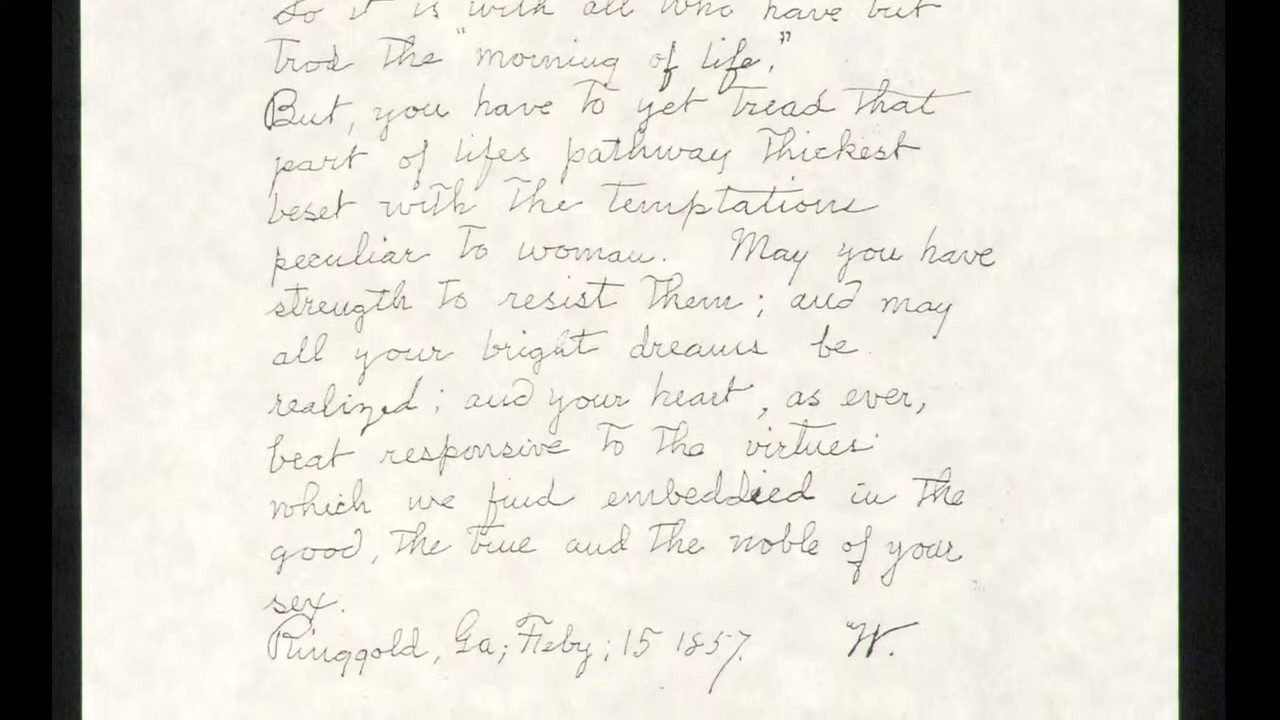 So it is with all who have but
trod the "morning of life."
But, you have to yet tread that
part of lifes pathway thickest
beset with the temptations
peculiar to woman. May you have
strength to resist them; and may
all your bright dreams be
realized; and your heart, as ever,
beat responsive to the virtues
which we find embedded in the
good, the true and the noble of your
sex.
Ringgold, Ga; Feby; 15 1857. W.